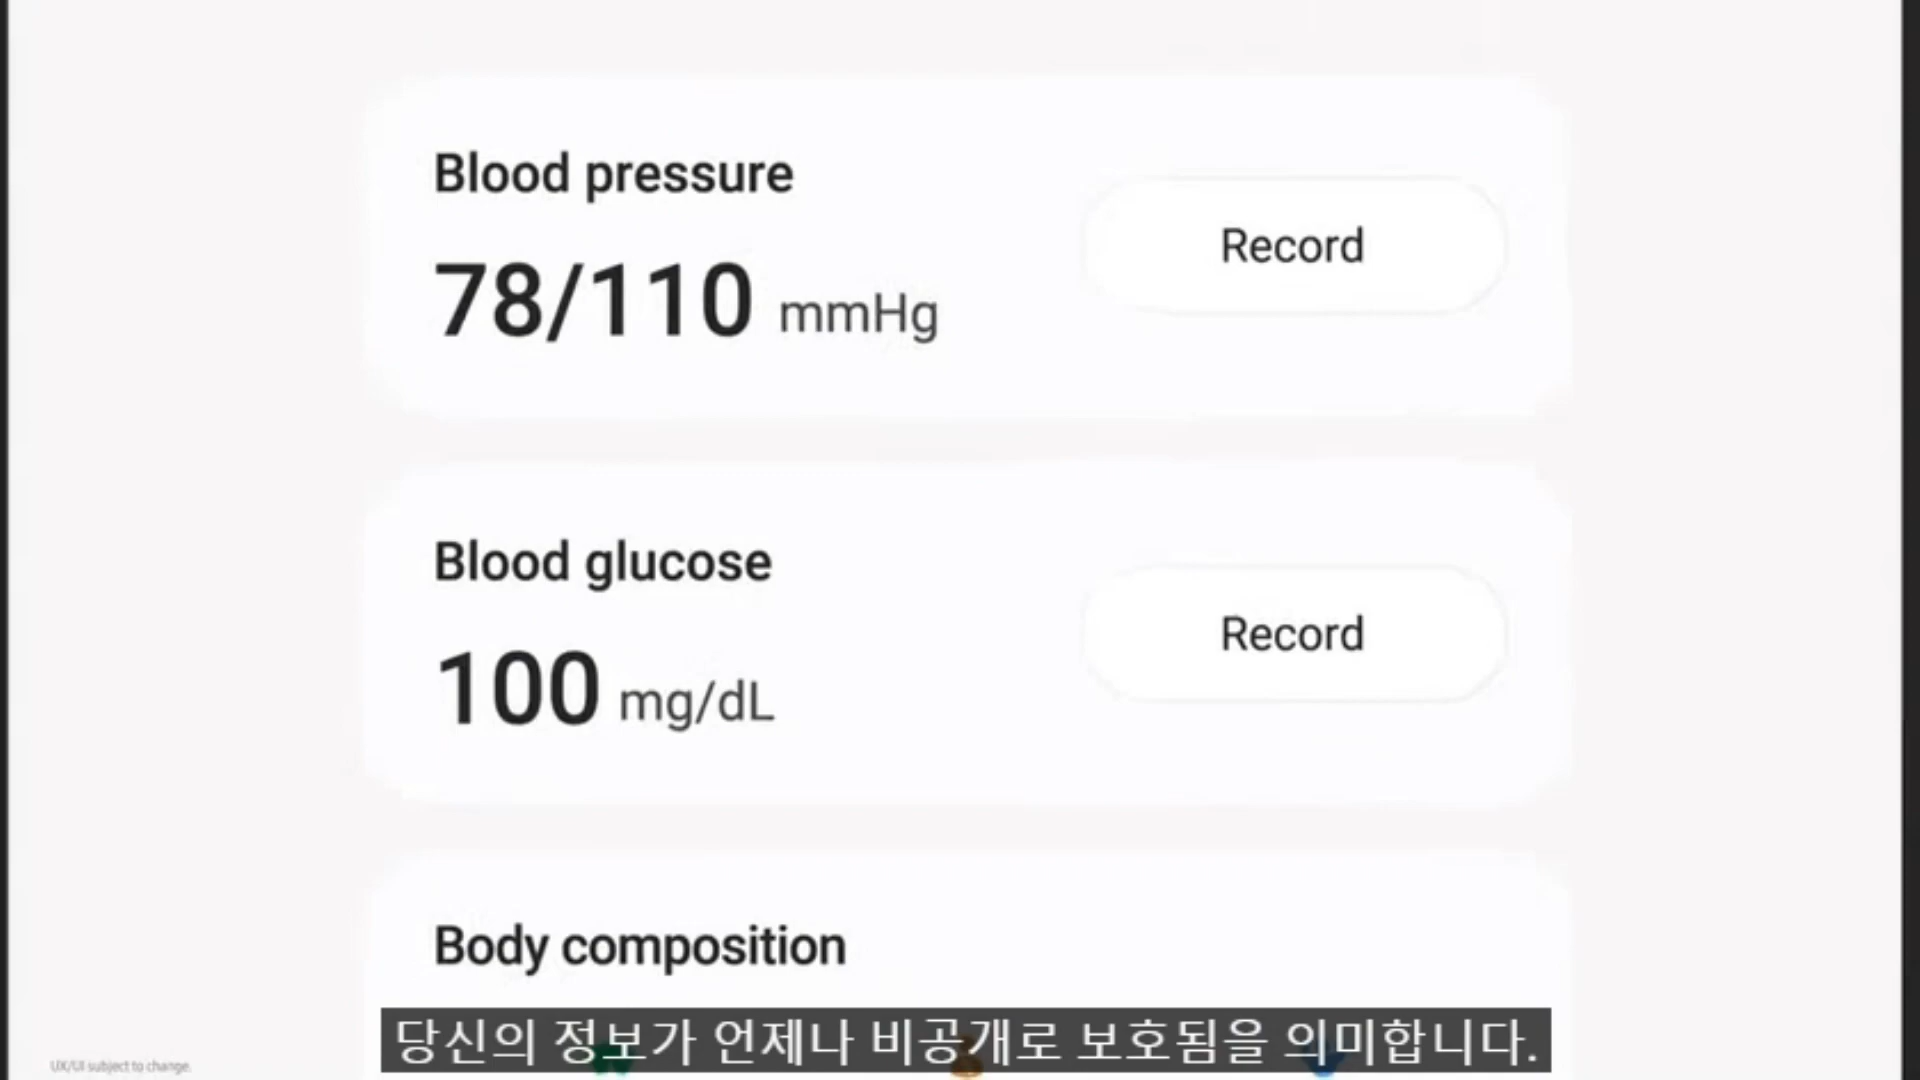 Blood pressure
78/110 mmHg
Record
Blood glucose
100 mg/dL
Record
Body composition
당신의 정보가 언제나 비공개로 보호됨을 의미합니다.
UX/UI subject to change.